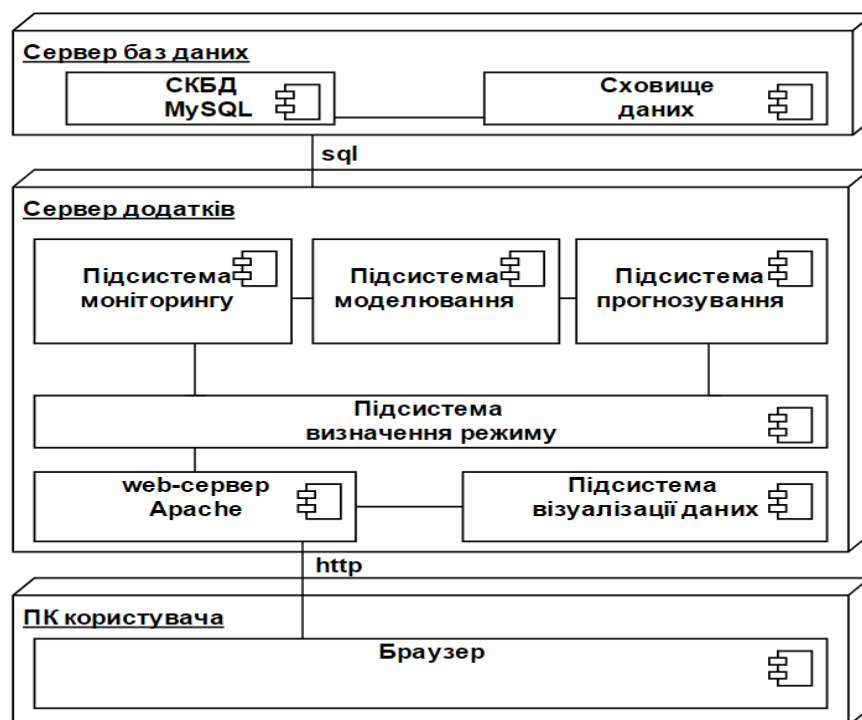 Сервер баз даних
СКБД
MySQL
Сховище
даних
sql
Сервер додатків
Підсистема
моніторингу
Підсистема
моделювання
Підсистема
прогнозування
Підсистема
визначення режиму
web-сервер
Apache
Підсистема
візуалізації даних
http
ПК користувача
Браузер